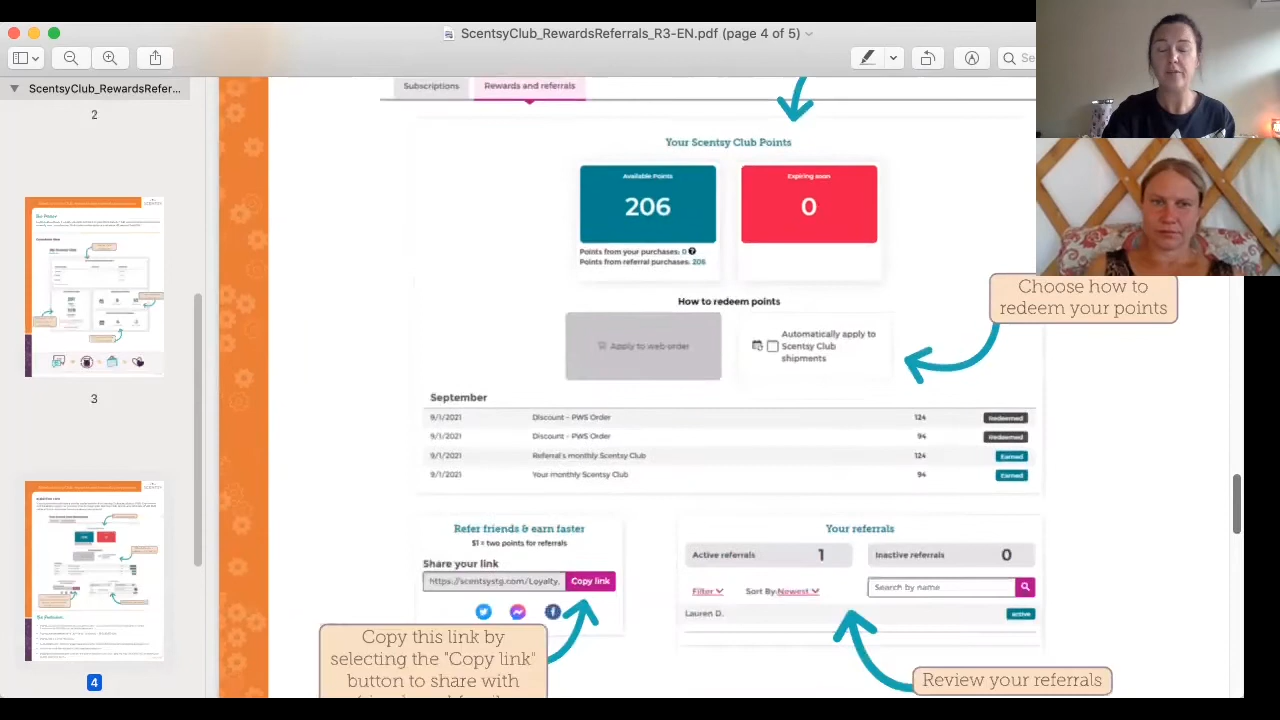 ScentsyClub_RewardsReferrals_R3-EN.pdf (page 4 of 5)
Se
ScentsyClub_RewardsRefer...
2
3
4
Subscriptions
Rewards and referrals
Your Scentsy Club Points
Available Points
206
Expiring soon
0
Points from your purchases: 0
Points from referral purchases: 206
Choose how to
redeem your points
How to redeem points
Apply to web order
Automatically apply to
Scentsy Club
shipments
September
9/1/2021 Discount - PWS Order 124 Redeemed
9/1/2021 Discount - PWS Order 94 Redeemed
9/1/2021 Referral's monthly Scentsy Club 124 Earned
9/1/2021 Your monthly Scentsy Club 94 Earned
Refer friends & earn faster
$1 = two points for referrals
Share your link
https://scentsystg.com/Loyalty,
Copy link
Copy this link by
selecting the "Copy link"
button to share with
Your referrals
Active referrals 1
Inactive referrals 0
Filter
Sort By:Newest
Search by name
Lauren D.
active
Review your referrals